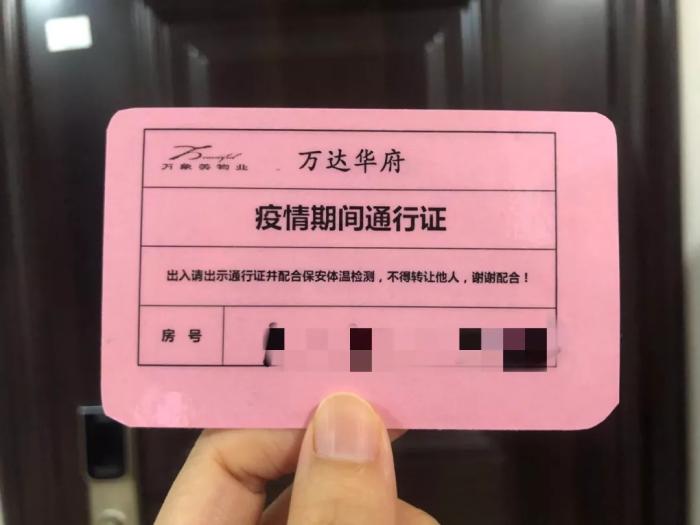 万象美物业
万达华府
疫情期间通行证
出入请出示通行证并配合保安体温检测，不得转让他人，谢谢配合！
房号